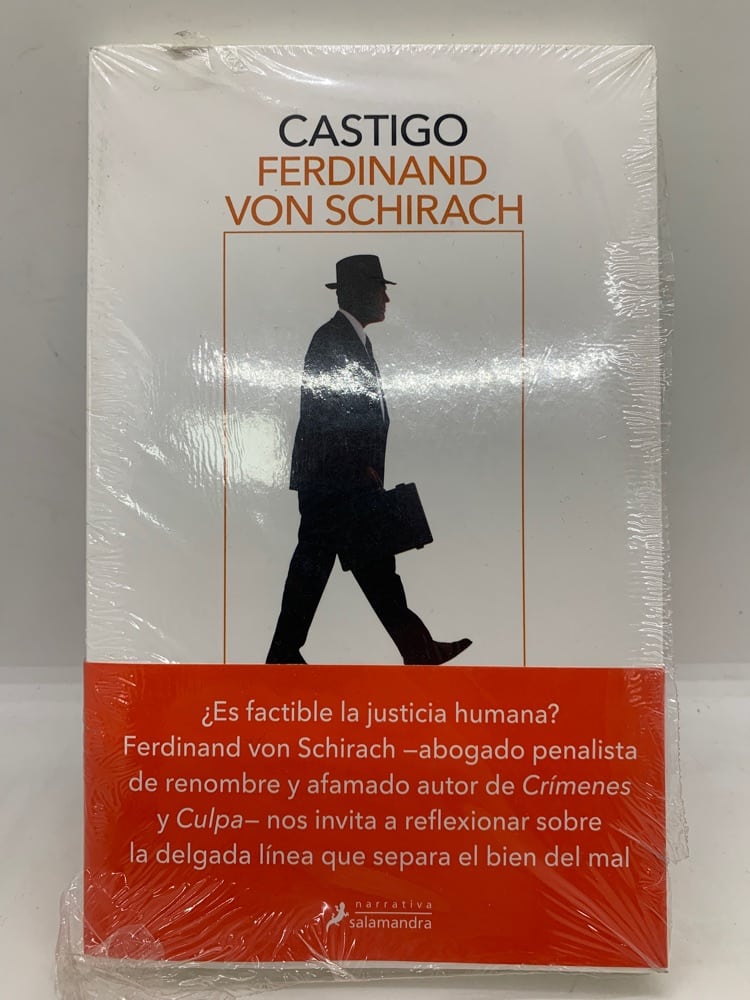 CASTIGO
FERDINAND
VON SCHIRACH
¿Es factible la justicia humana?
Ferdinand von Schirach —abogado penalista
de renombre y afamado autor de Crímenes
y Culpa— nos invita a reflexionar sobre
la delgada línea que separa el bien del mal
narrativa
salamandra